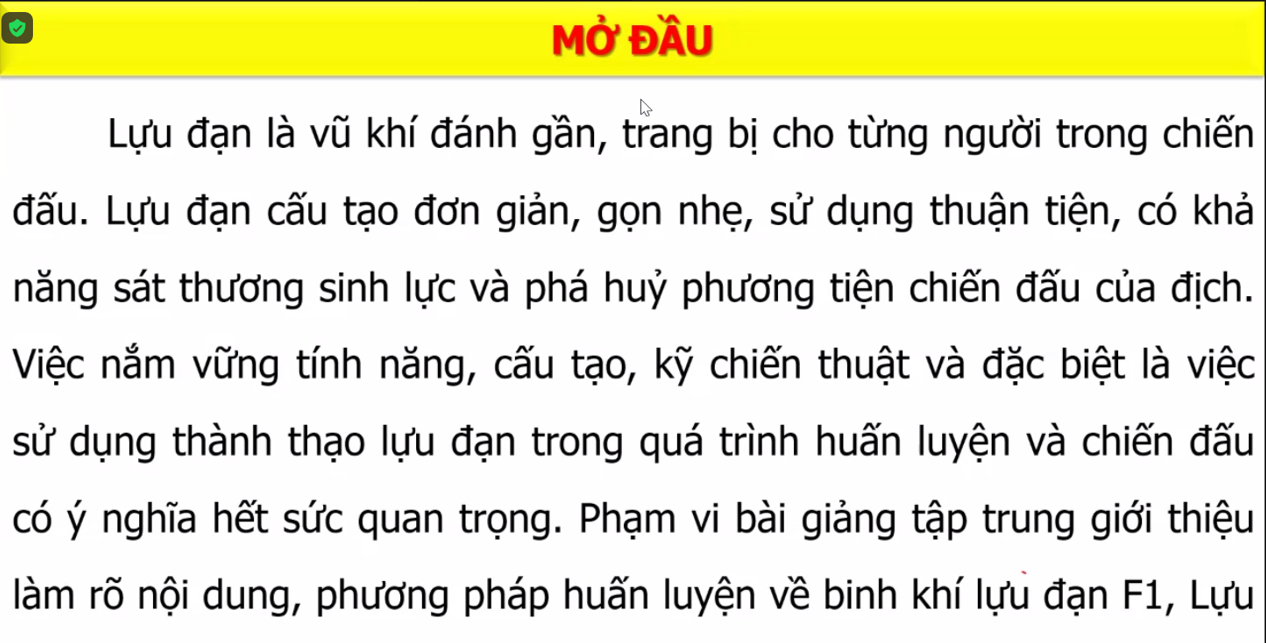 MỞ ĐẦU
Lựu đạn là vũ khí đánh gần, trang bị cho từng người trong chiến
đấu. Lựu đạn cấu tạo đơn giản, gọn nhẹ, sử dụng thuận tiện, có khả
năng sát thương sinh lực và phá huỷ phương tiện chiến đấu của địch.
Việc nắm vững tính năng, cấu tạo, kỹ chiến thuật và đặc biệt là việc
sử dụng thành thạo lựu đạn trong quá trình huấn luyện và chiến đấu
có ý nghĩa hết sức quan trọng. Phạm vi bài giảng tập trung giới thiệu
làm rõ nội dung, phương pháp huấn luyện về binh khí lựu đạn F1, Lựu